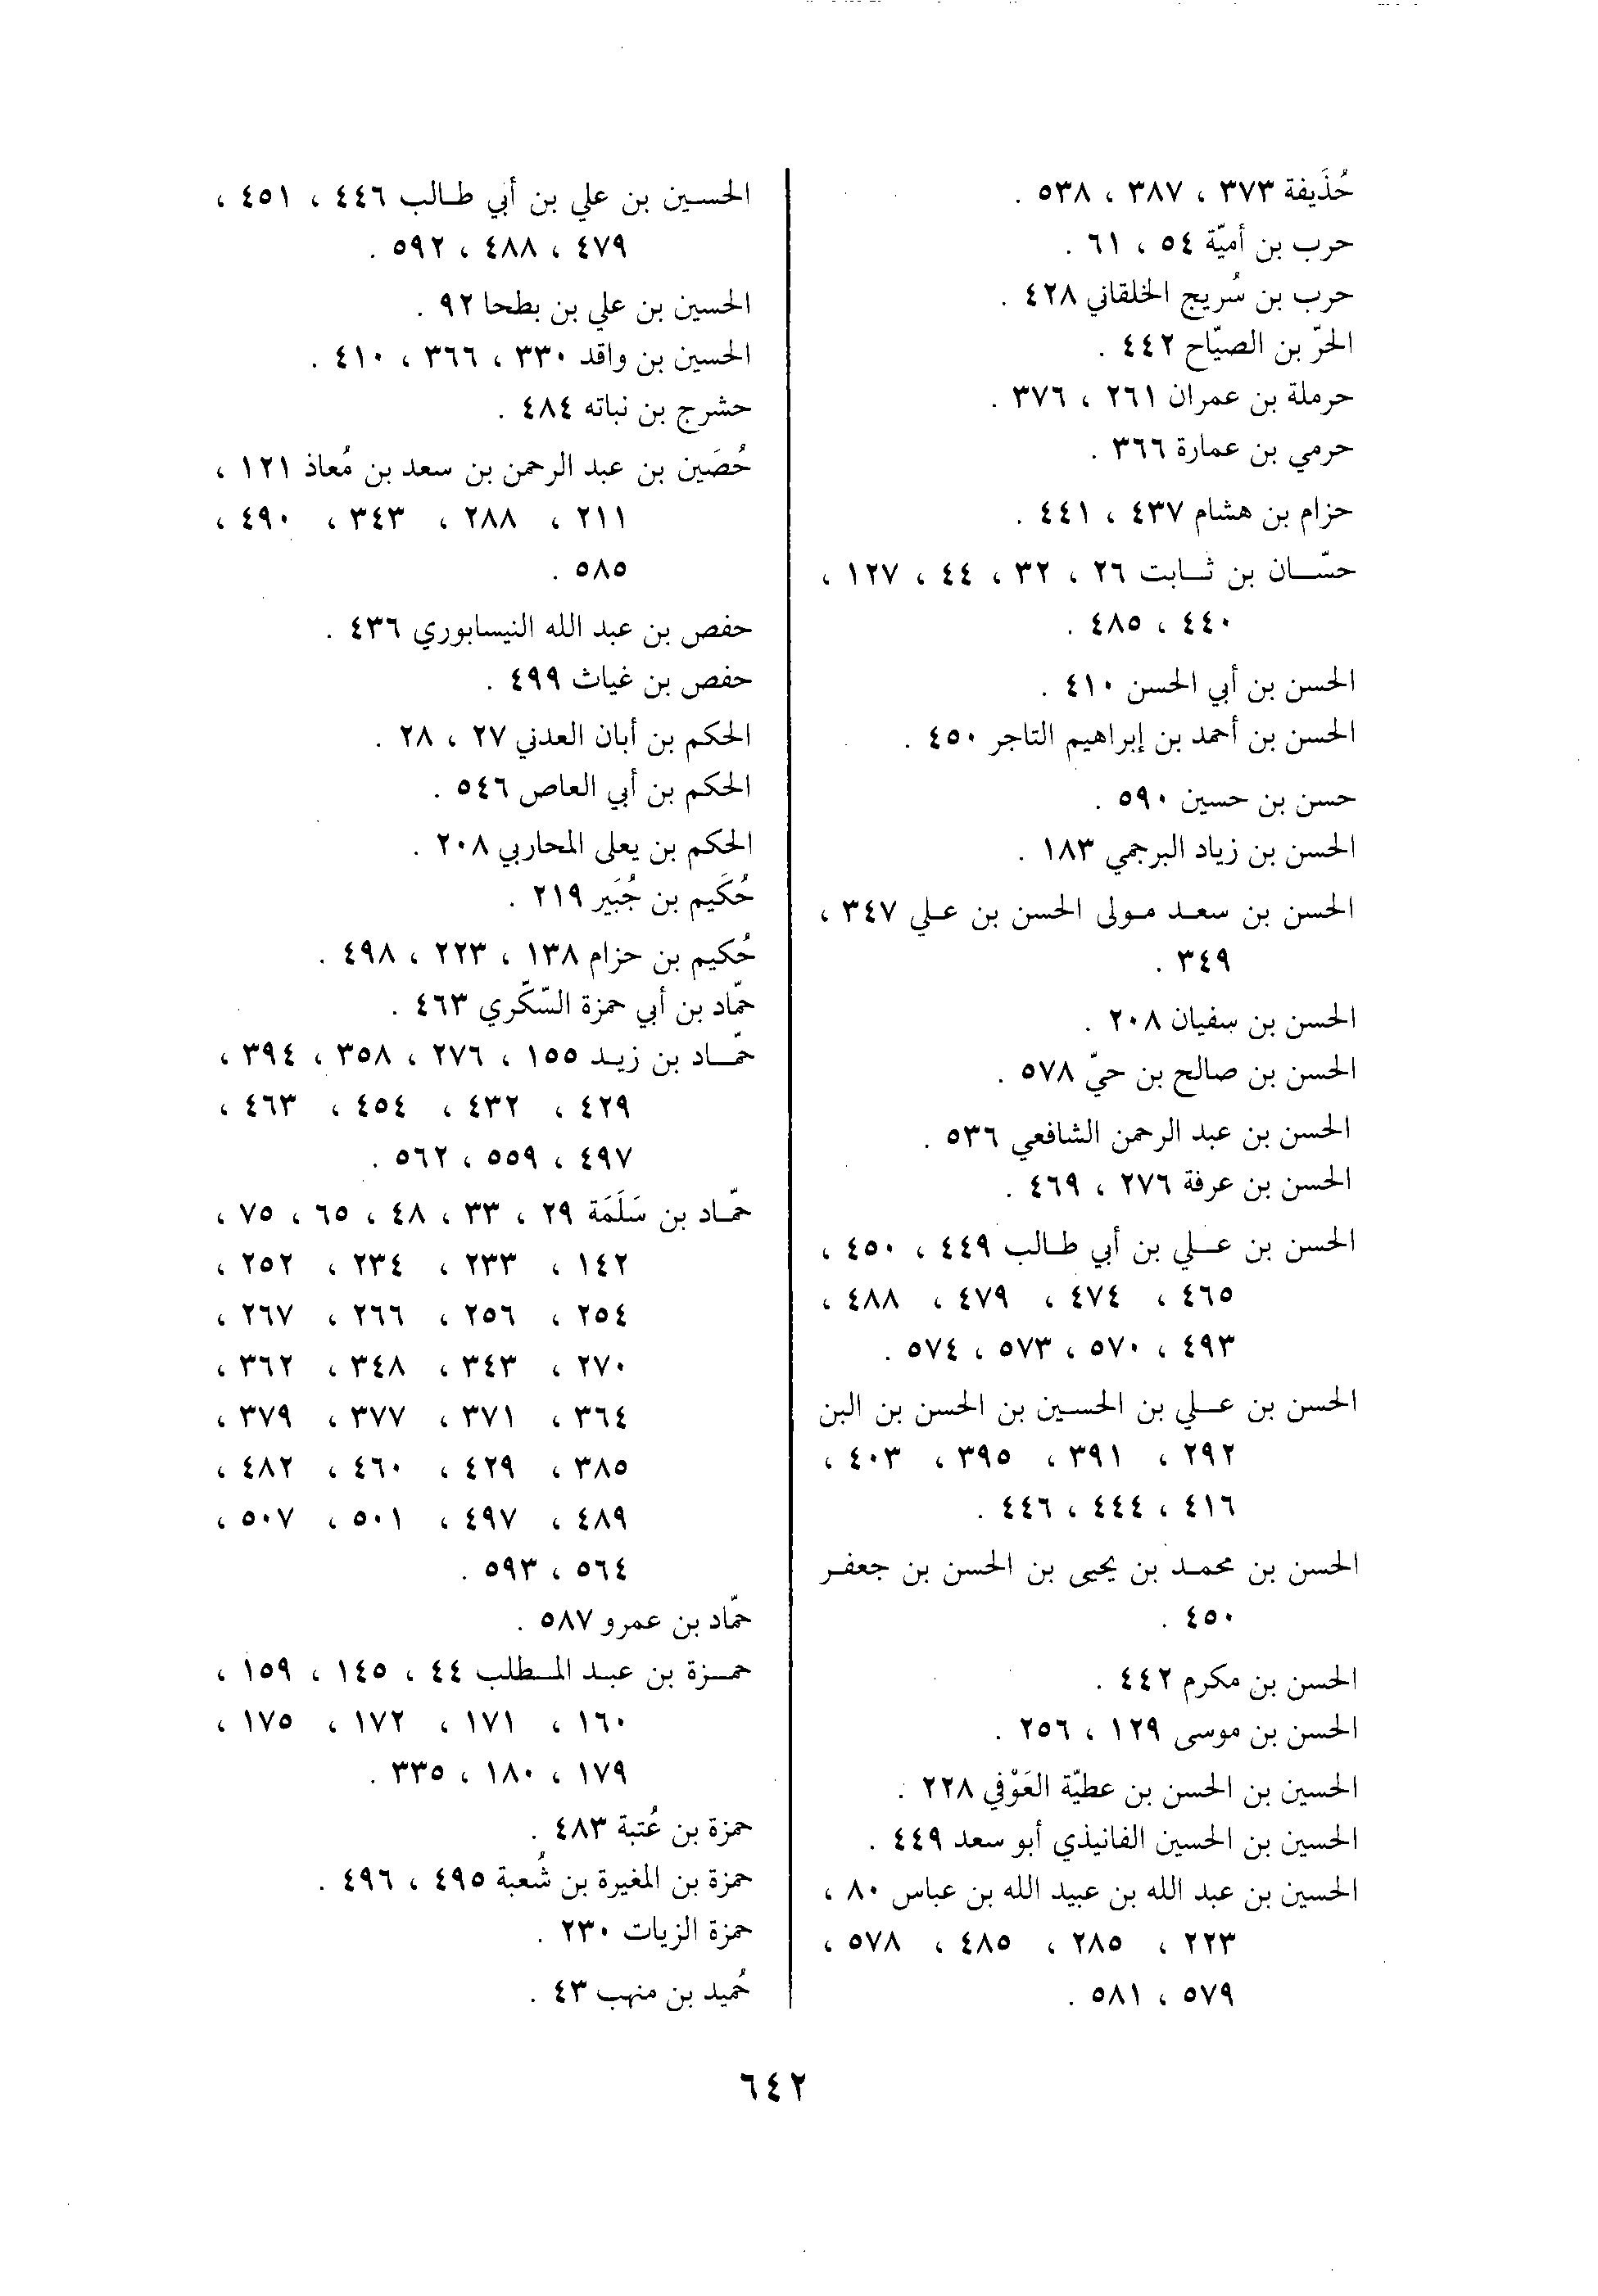 حُذَيفة ٣٧٣ ، ٣٨٧ ، ٥٣٨ .
حرب بن أميّة ٥٤ ، ٦١ .
حرب بن سُريج الخلقاني ٤٢٨ .
الحرّ بن الصيّاح ٤٤٢ .
حرملة بن عمران ٢٦١ ، ٣٧٦ .
حرمي بن عمارة ٣٦٦ .
حزام بن هشام ٤٣٧ ، ٤٤١ .
حسّان بن ثابت ٢٦ ، ٣٢ ، ٤٤ ، ١٢٧ ،
٤٤٠ ، ٤٨٥ .
الحسن بن أبي الحسن ٤١٠ .
الحسن بن أحمد بن إبراهيم التاجر ٤٥٠ .
حسن بن حسين ٥٩٠ .
الحسن بن زياد البرجمي ١٨٣ .
الحسن بن سعد مولى الحسن بن علي ٣٤٧ ،
٣٤٩ .
الحسن بن سفيان ٢٠٨ .
الحسن بن صالح بن حيّ ٥٧٨ .
الحسن بن عبد الرحمن الشافعي ٥٣٦ .
الحسن بن عرفة ٢٧٦ ، ٤٦٩ .
الحسن بن علي بن أبي طالب ٤٤٩ ، ٤٥٠ ،
٤٦٥ ، ٤٧٤ ، ٤٧٩ ، ٤٨٨ ،
٤٩٣ ، ٥٧٠ ، ٥٧٣ ، ٥٧٤ .
الحسن بن علي بن الحسين بن الحسن بن البن
٢٩٢ ، ٣٩١ ، ٣٩٥ ، ٤٠٣ ،
٤١٦ ، ٤٤٤ ، ٤٤٦ .
الحسن بن محمد بن يحيى بن الحسن بن جعفر
٤٥٠ .
الحسن بن مكرم ٤٤٢ .
الحسن بن موسى ١٢٩ ، ٢٥٦ .
الحسين بن الحسن بن عطيّة العَوْفي ٢٢٨ .
الحسين بن الحسين الفانيذي أبو سعد ٤٤٩ .
الحسين بن عبد الله بن عبيد الله بن عباس ٨٠ ،
٢٢٣ ، ٢٨٥ ، ٤٨٥ ، ٥٧٨ ،
٥٧٩ ، ٥٨١ .
الحسين بن علي بن أبي طالب ٤٤٦ ، ٤٥١ ،
٤٧٩ ، ٤٨٨ ، ٥٩٢ .
الحسين بن علي بن بطحا ٩٢ .
الحسين بن واقد ٣٣٠ ، ٣٦٦ ، ٤١٠ .
حشرج بن نباته ٤٨٤ .
حُصَين بن عبد الرحمن بن سعد بن مُعاذ ١٢١ ،
٢١١ ، ٢٨٨ ، ٣٤٣ ، ٤٩٠ ،
٥٨٥ .
حفص بن عبد الله النيسابوري ٤٣٦ .
حفص بن غياث ٤٩٩ .
الحكم بن أبان العدني ٢٧ ، ٢٨ .
الحكم بن أبي العاص ٥٤٦ .
الحكم بن يعلى المحاربي ٢٠٨ .
حُكَيم بن جُبَير ٢١٩ .
حُكيم بن حزام ١٣٨ ، ٢٢٣ ، ٤٩٨ .
حمّاد بن أبي حمزة السّكّري ٤٦٣ .
حمّاد بن زيد ١٥٥ ، ٢٧٦ ، ٣٥٨ ، ٣٩٤ ،
٤٢٩ ، ٤٣٢ ، ٤٥٤ ، ٤٦٣ ،
٤٩٧ ، ٥٥٩ ، ٥٦٢ .
حمّاد بن سَلَمَة ٢٩ ، ٣٣ ، ٤٨ ، ٦٥ ، ٧٥ ،
١٤٢ ، ٢٣٣ ، ٢٣٤ ، ٢٥٢ ،
٢٥٤ ، ٢٥٦ ، ٢٦٦ ، ٢٦٧ ،
٢٧٠ ، ٣٤٣ ، ٣٤٨ ، ٣٦٢ ،
٣٦٤ ، ٣٧١ ، ٣٧٧ ، ٣٧٩ ،
٣٨٥ ، ٤٢٩ ، ٤٦٠ ، ٤٨٢ ،
٤٨٩ ، ٤٩٧ ، ٥٠١ ، ٥٠٧ ،
٥٦٤ ، ٥٩٣ .
حمّاد بن عمرو ٥٨٧ .
حمزة بن عبد المطلب ٤٤ ، ١٤٥ ، ١٥٩ ،
١٦٠ ، ١٧١ ، ١٧٢ ، ١٧٥ ،
١٧٩ ، ١٨٠ ، ٣٣٥ .
حمزة بن عُتبة ٤٨٣ .
حمزة بن المغيرة بن شُعبة ٤٩٥ ، ٤٩٦ .
حمزة الزيات ٢٣٠ .
حُميد بن منهب ٤٣ .
٦٤٢